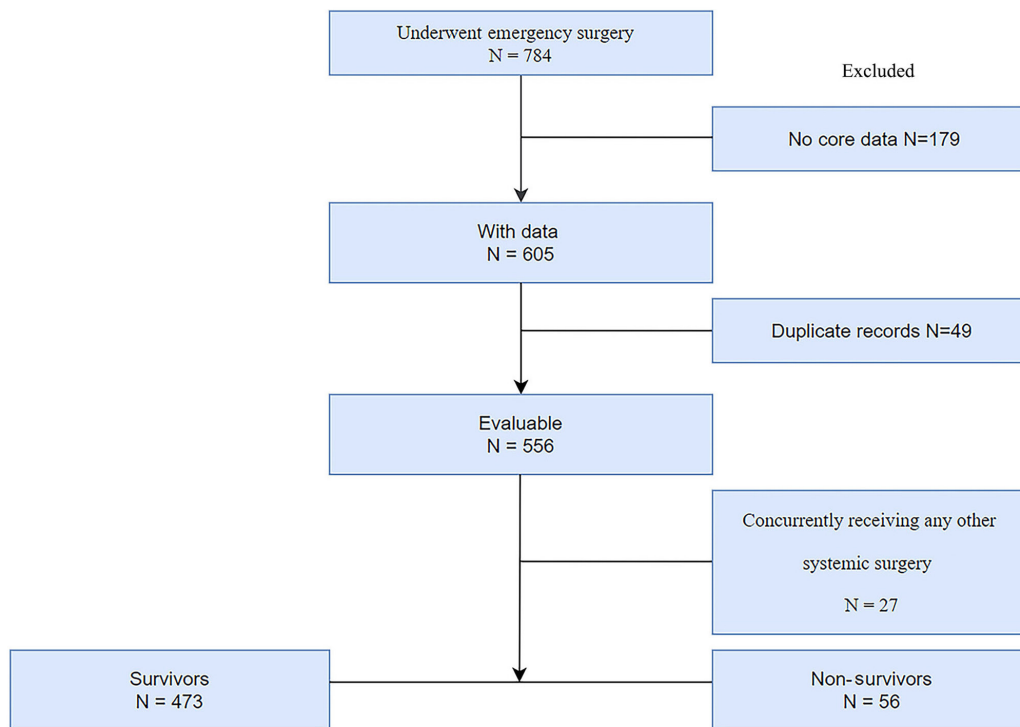 Underwent emergency surgery
N = 784
Excluded
No core data N=179
With data
N = 605
Duplicate records N=49
Evaluable
N = 556
Concurrently receiving any other
systemic surgery
N = 27
Survivors
N = 473
Non-survivors
N = 56